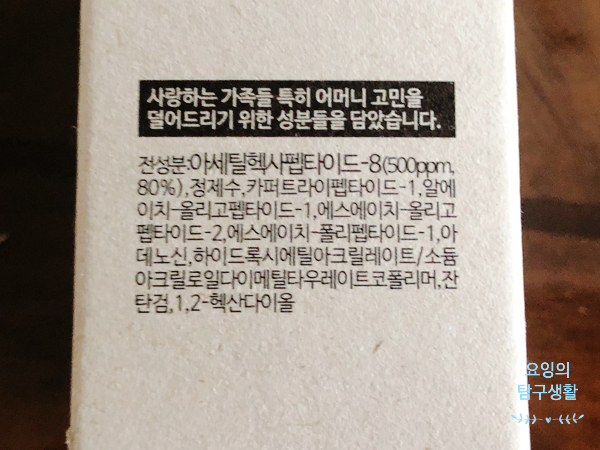 사랑하는 가족들 특히 어머니 고민을
덜어드리기 위한 성분들을 담았습니다.
전성분:아세틸헥사펩타이드-8(500ppm,
80%),정제수,카퍼트라이펩타이드-1,알에
이치-올리고펩타이드-1,에스에이치-올리고
펩타이드-2,에스에이치-폴리펩타이드-1,아
데노신,하이드록시에틸아크릴레이트/소듐
아크릴로일다이메틸타우레이트코폴리머,잔
탄검,1,2-헥산다이올
요잉의
탐구생활